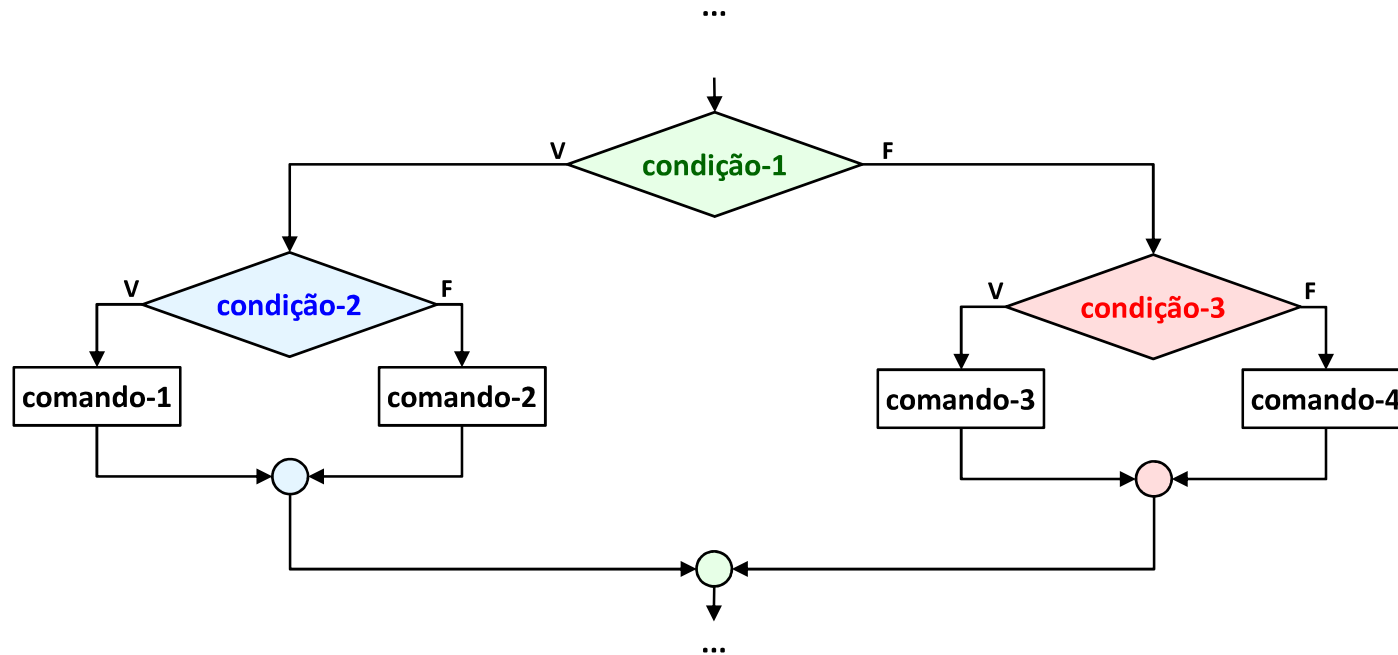 ...
condição-1
V
F
condição-2
V
F
condição-3
V
F
comando-1
comando-2
comando-3
comando-4
...